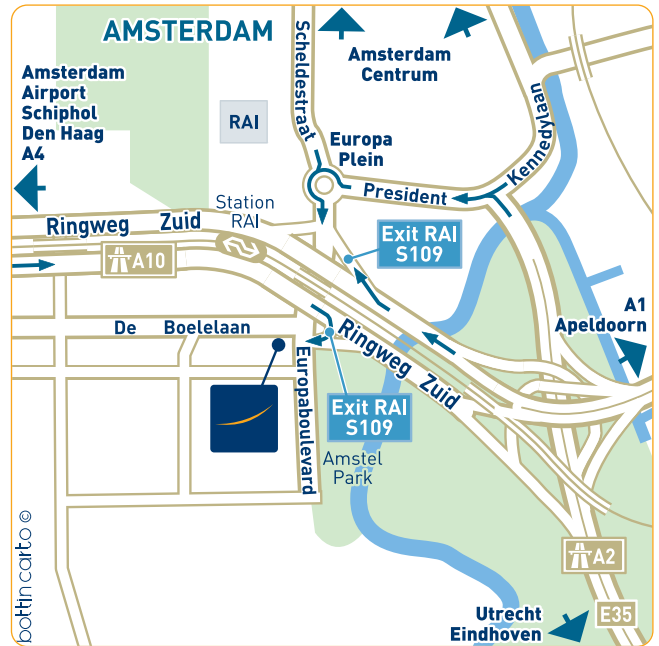 AMSTERDAM
Scheldestraat
Amsterdam
Centrum
Amsterdam
Airport
Schiphol
Den Haag
A4
RAI
Europa
Plein
Kennedylaan
President
Station
RAI
Ringweg Zuid
A10
Exit RAI
S109
A1
Apeldoorn
De Boelelaan
Ringweg Zuid
Europaboulevard
Exit RAI
S109
Amstel
Park
A2
E35
Utrecht
Eindhoven
bottin carto ©